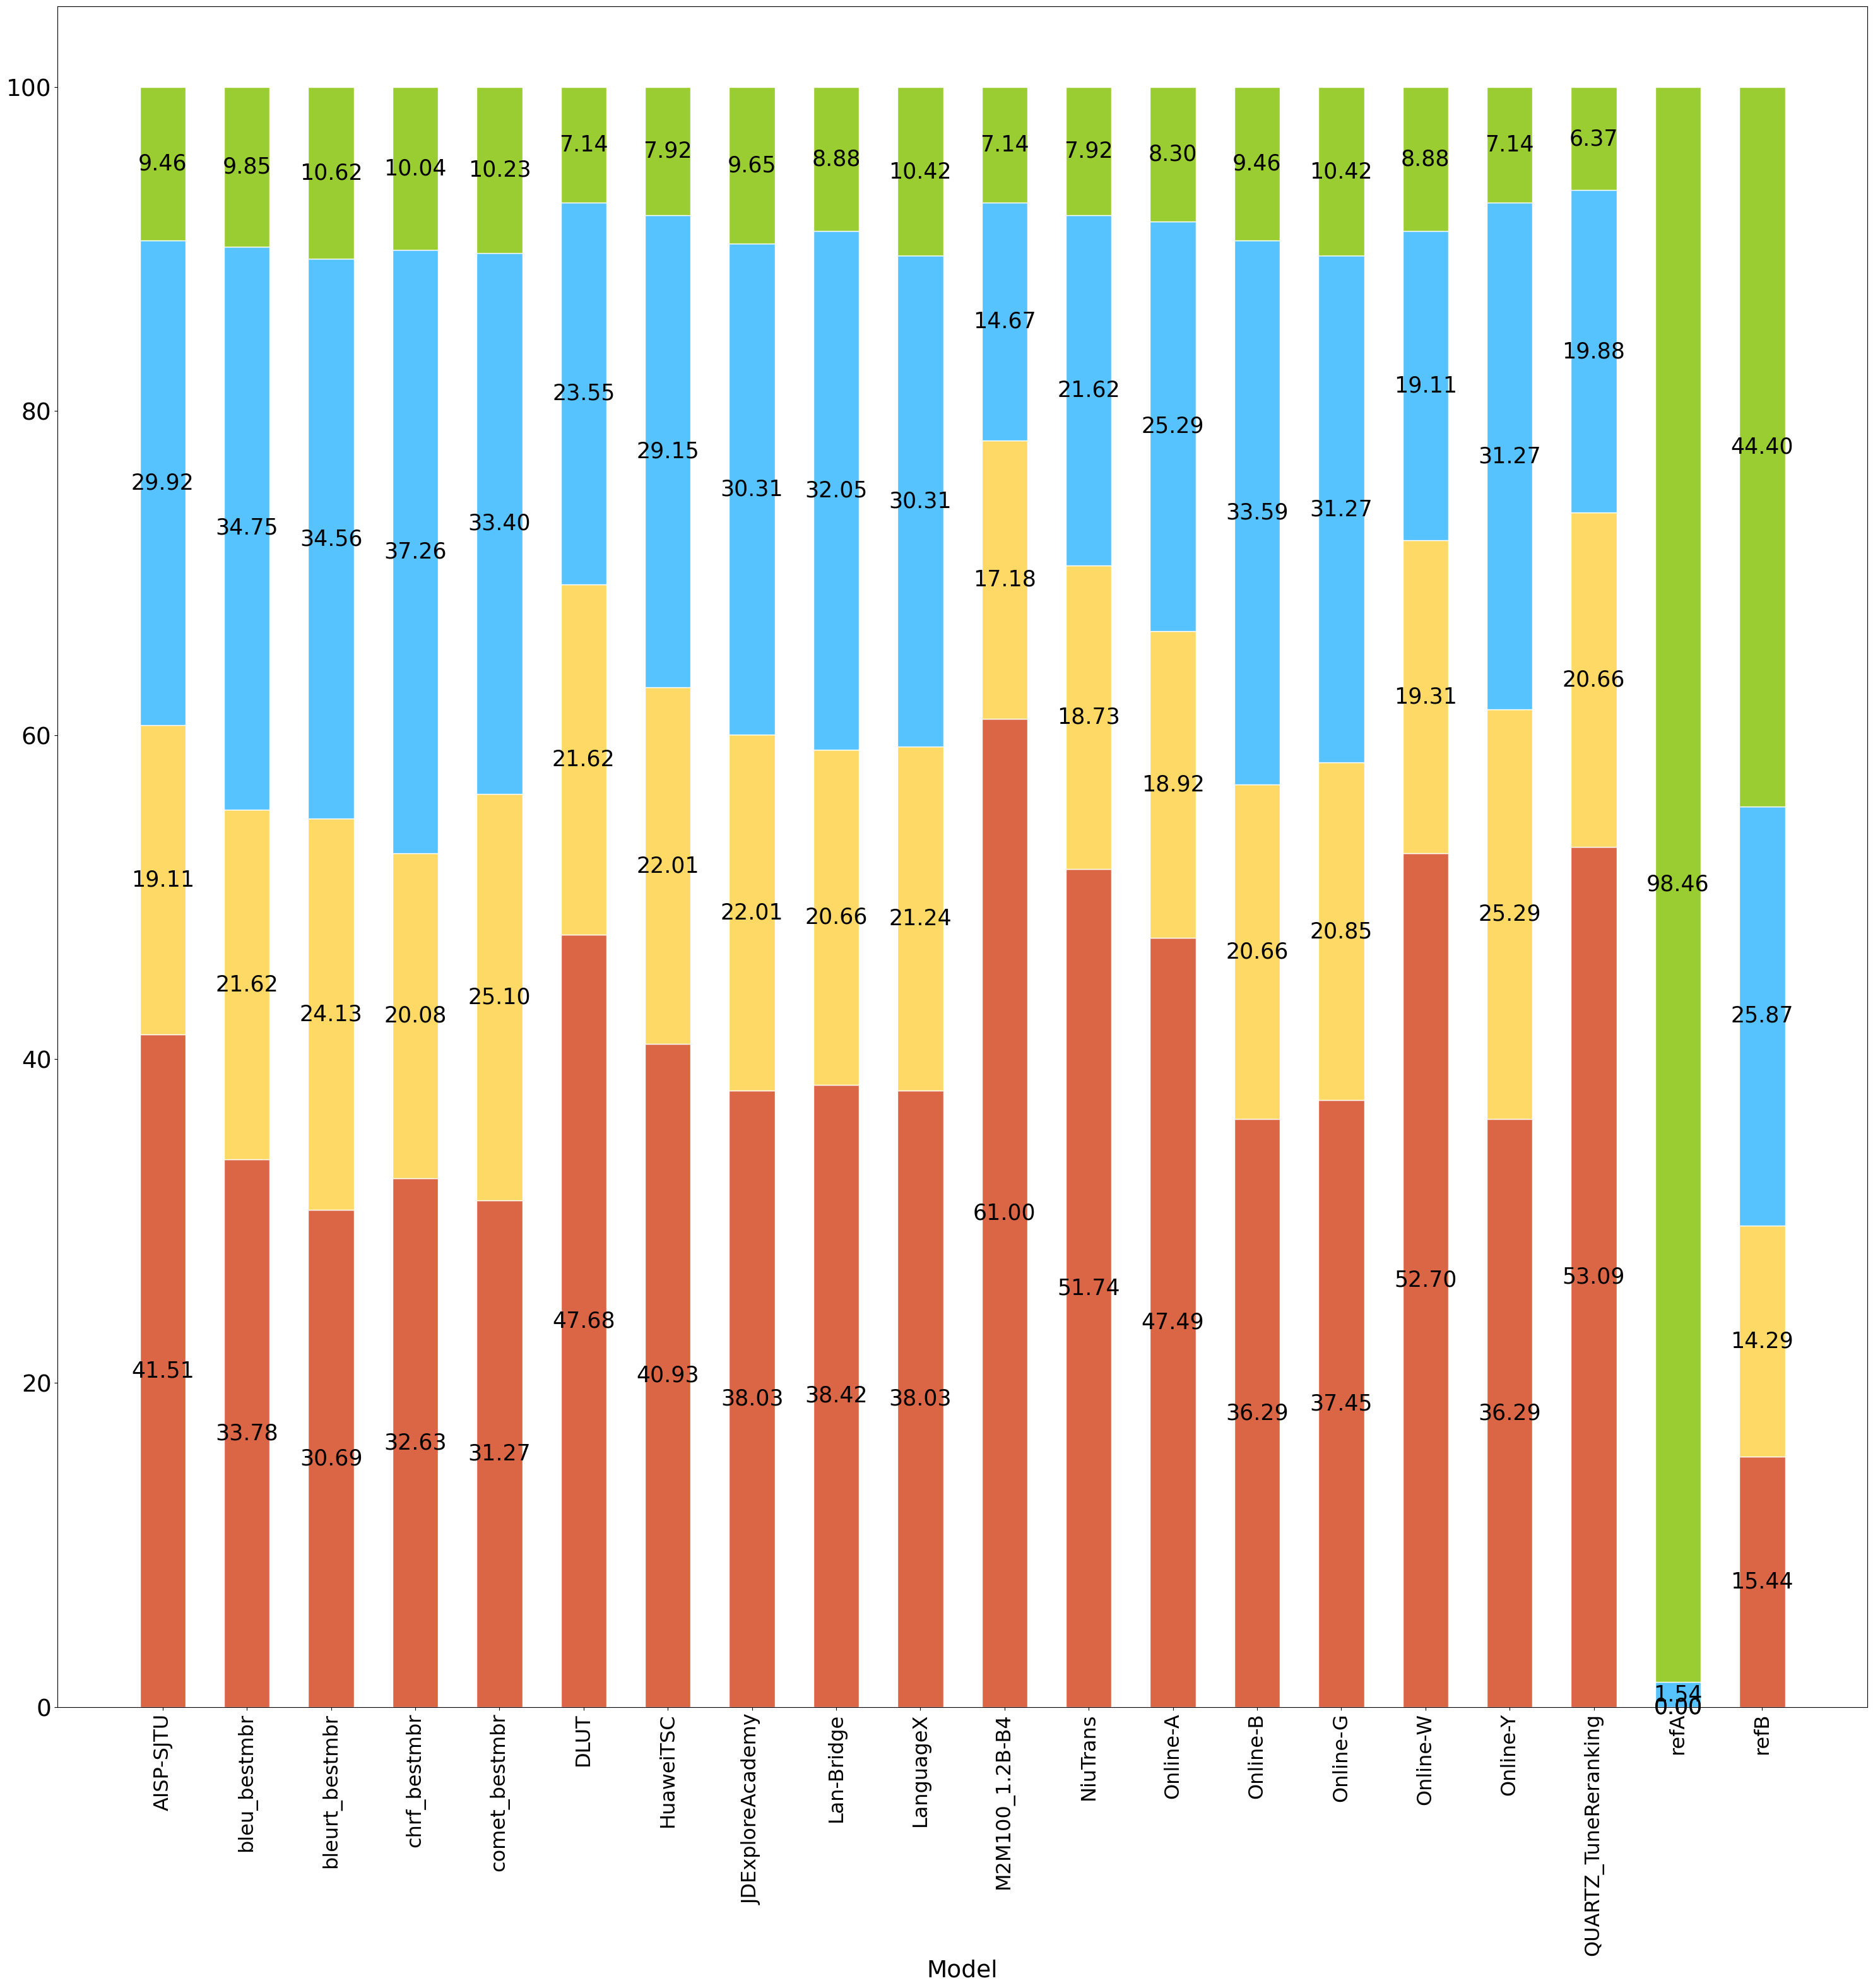 100
80
60
40
20
0
9.46 9.85 10.62 10.04 10.23 7.14 7.92 9.65 8.88 10.42 7.14 7.92 8.30 9.46 10.42 8.88 7.14 6.37 98.46 44.40
29.92 34.75 34.56 37.26 33.40 23.55 29.15 30.31 32.05 30.31 14.67 21.62 25.29 33.59 31.27 19.11 31.27 19.88 1.54 25.87
19.11 21.62 24.13 20.08 25.10 21.62 22.01 22.01 20.66 21.24 17.18 18.73 18.92 20.66 20.85 19.31 25.29 20.66 0.00 14.29
41.51 33.78 30.69 32.63 31.27 47.68 40.93 38.03 38.42 38.03 61.00 51.74 47.49 36.29 37.45 52.70 36.29 53.09 15.44
AISP-SJTU
bleu_bestmbr
bleurt_bestmbr
chrf_bestmbr
comet_bestmbr
DLUT
HuaweiTSC
JDExploreAcademy
Lan-Bridge
LanguageX
M2M100_1.2B-B4
NiuTrans
Online-A
Online-B
Online-G
Online-W
Online-Y
QUARTZ_TuneReranking
refA
refB
Model